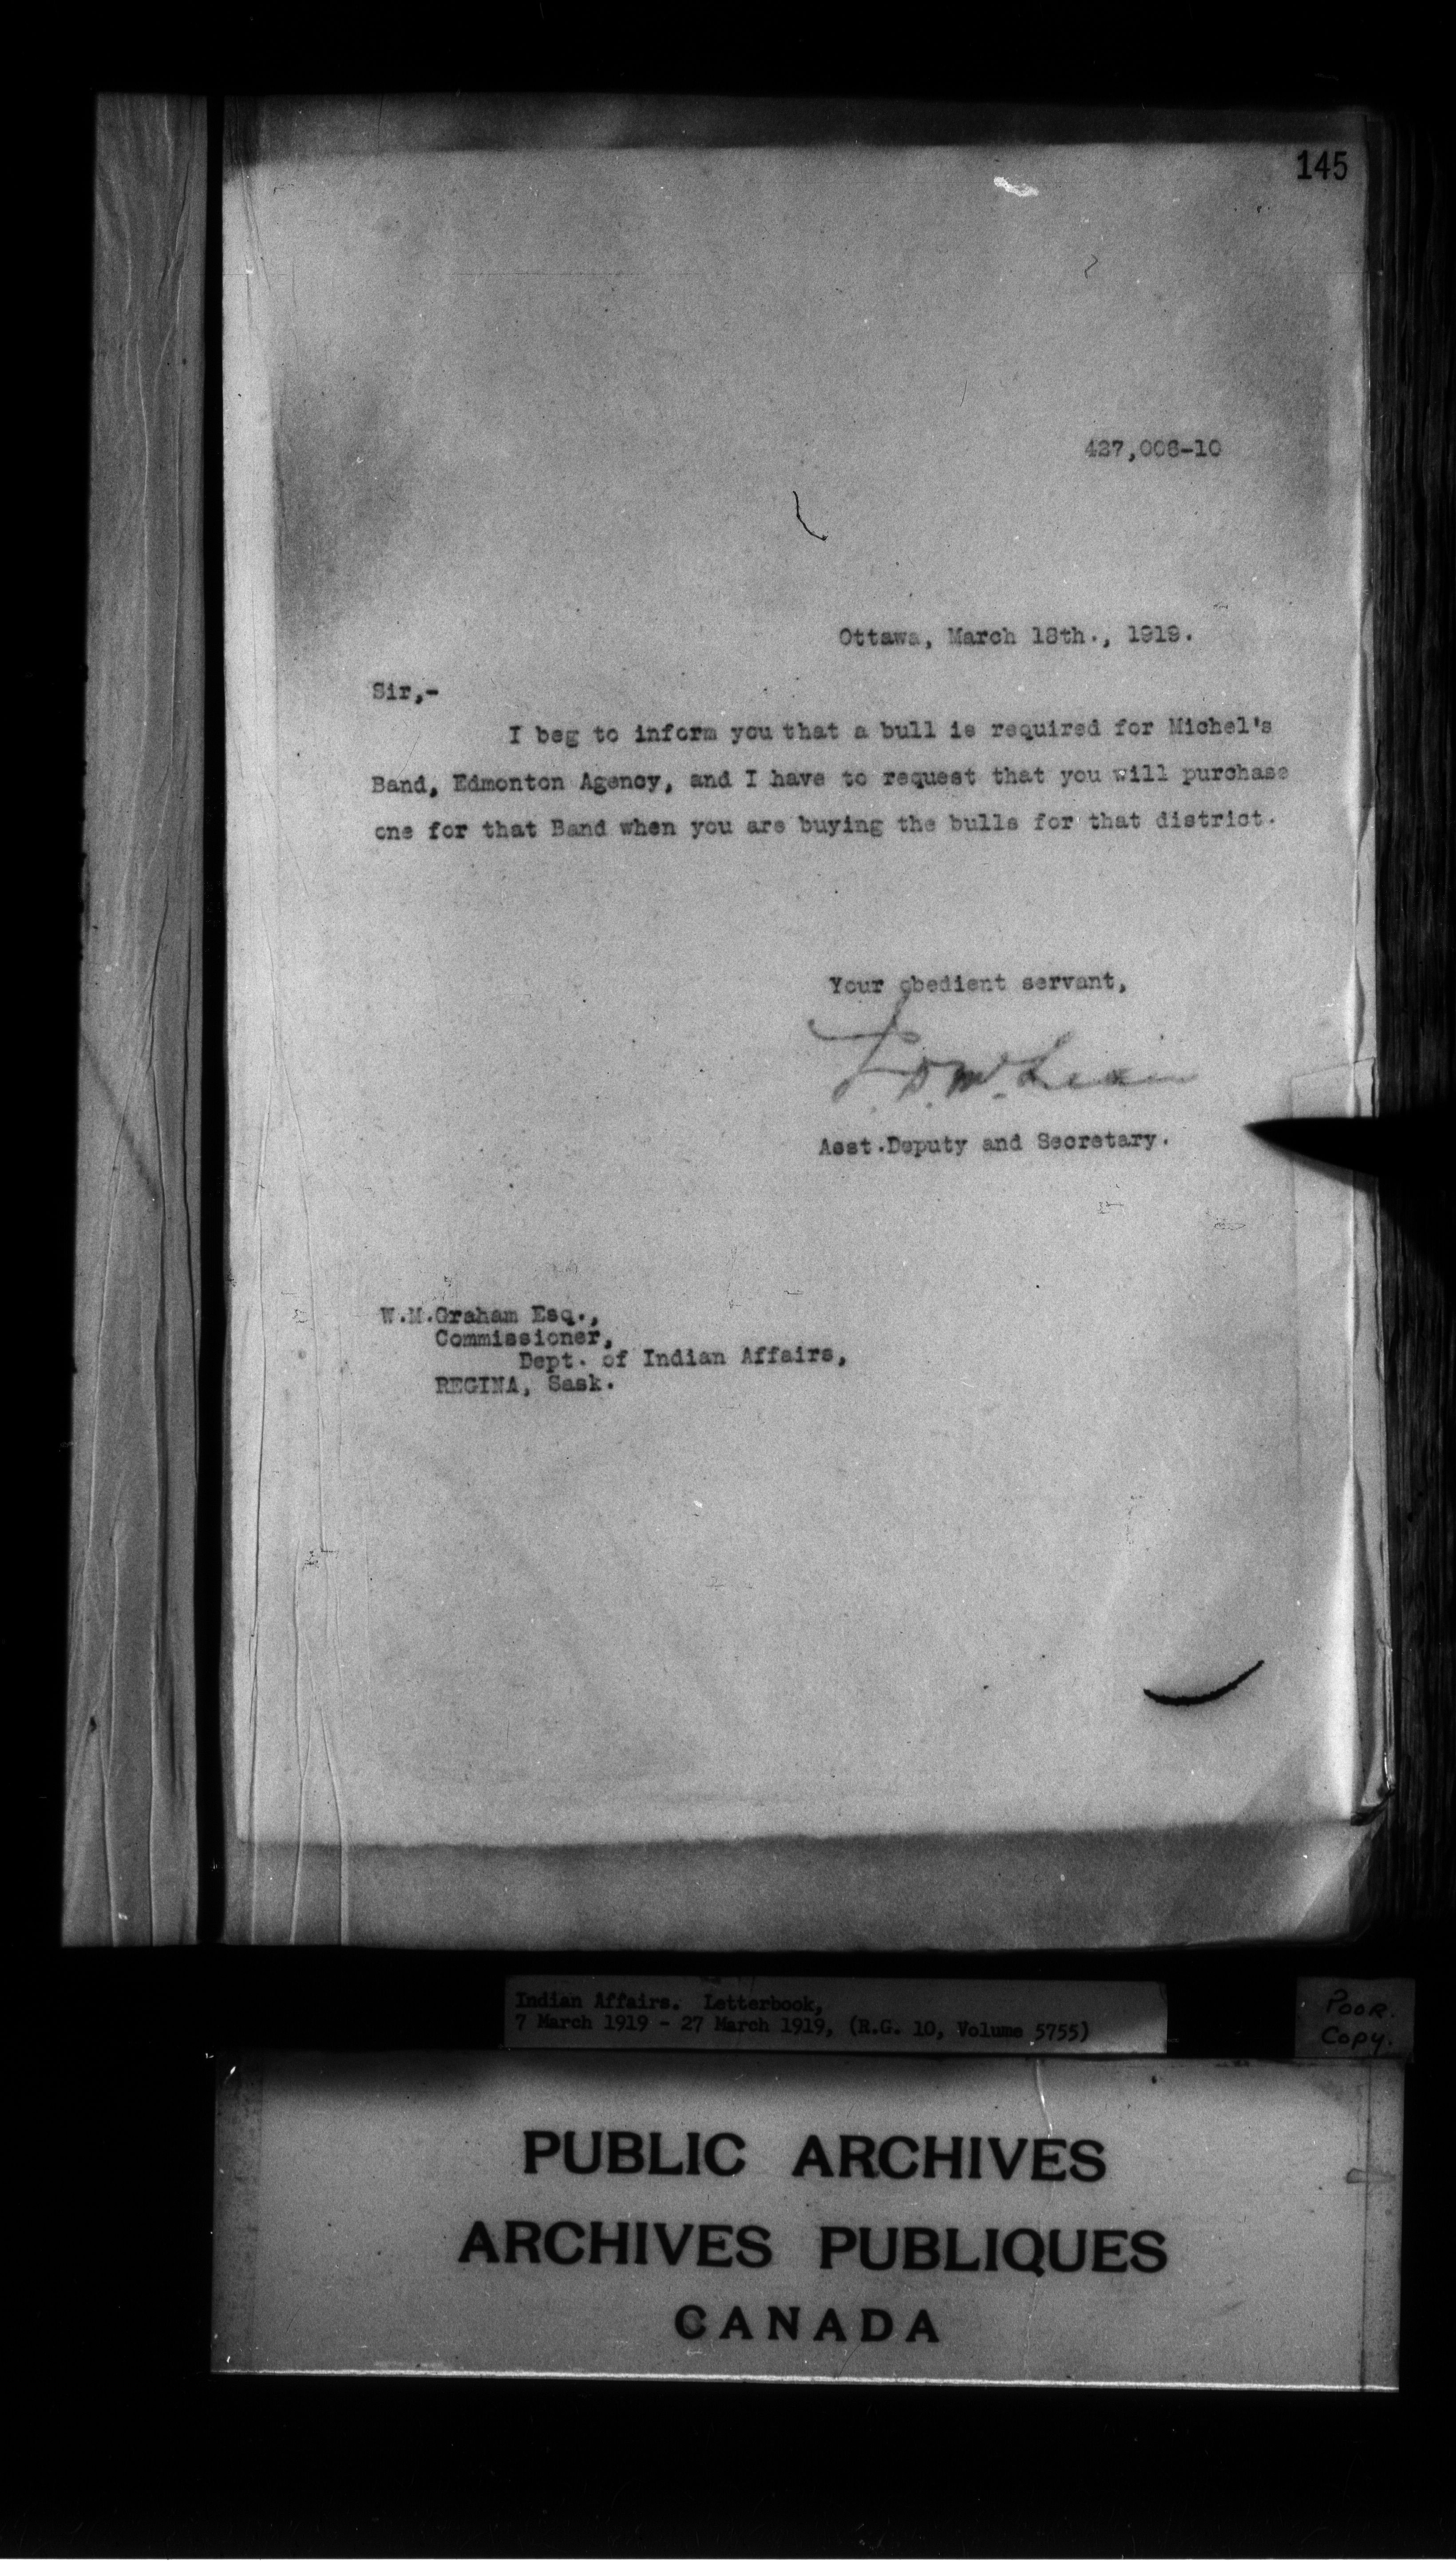 145
427,006-10
Ottawa, March 18th., 1919.
Sir,-
I beg to inform you that a bull is required for Michel's
Band, Edmonton Agency, and I have to request that you will purchase
one for that Band when you are buying the bulls for that district.
Your obedient servant,
J. D. McLean
Asst.Deputy and Secretary.
W.M.Graham Esq.,
Commissioner,
Dept. of Indian Affairs,
REGINA, Sask.
Indian Affairs. Letterbook,
7 March 1919 - 27 March 1919, (R.G. 10, Volume 5755)
POOR.
Copy.
PUBLIC ARCHIVES
ARCHIVES PUBLIQUES
CANADA